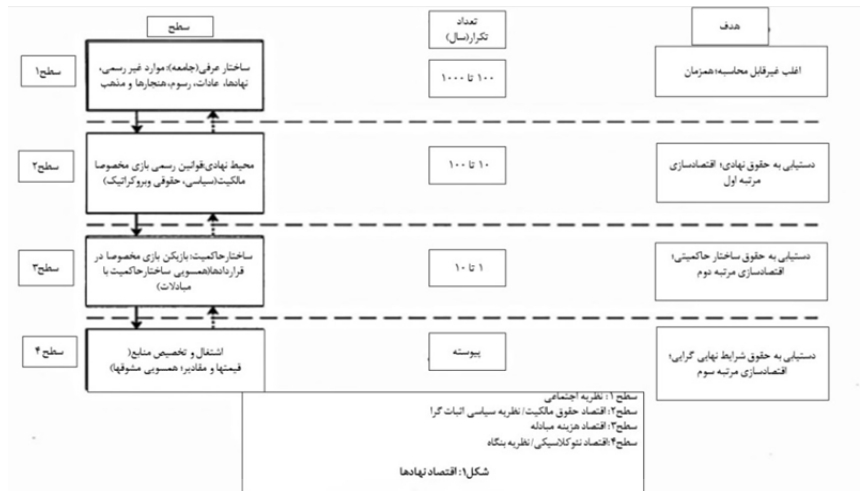 هدف
تعداد
تکرار(سال)
سطح
اغلب غیرقابل محاسبه؛همزمان
۱۰۰ تا ۱۰۰۰
ساختار عرفی(جامعه)؛موارد غیر رسمی،
نهادها، عادات، رسوم،هنجارها و مذهب
سطح۱
دستیابی به حقوق نهادی؛ اقتصادسازی
مرتبه اول
۱۰ تا ۱۰۰
محیط نهادی:قوانین رسمی بازی مخصوصا
مالکیت(سیاسی، حقوقی وبروکراتیک)
سطح۲
دستیابی به حقوق ساختار حاکمیتی؛
اقتصادسازی مرتبه دوم
۱ تا ۱۰
ساختارحاکمیت؛بازیکن بازی مخصوصا در
قراردادها(همسویی ساختارحاکمیت با
مبادلات)
سطح۳
دستیابی به حقوق شرایط نهایی گرایی؛
اقتصادسازی مرتبه سوم
پیوسته
اشتغال و تخصیص منابع(
قیمتها و مقادیر؛ همسویی مشوقها)
سطح ۴
سطح ۱: نظریه اجتماعی
سطح۲: اقتصاد حقوق مالکیت/ نظریه سیاسی اثبات گرا
سطح۳: اقتصاد هزینه مبادله
سطح۴:اقتصاد نئوکلاسیکی/ نظریه بنگاه
شکل۱: اقتصاد نهادها